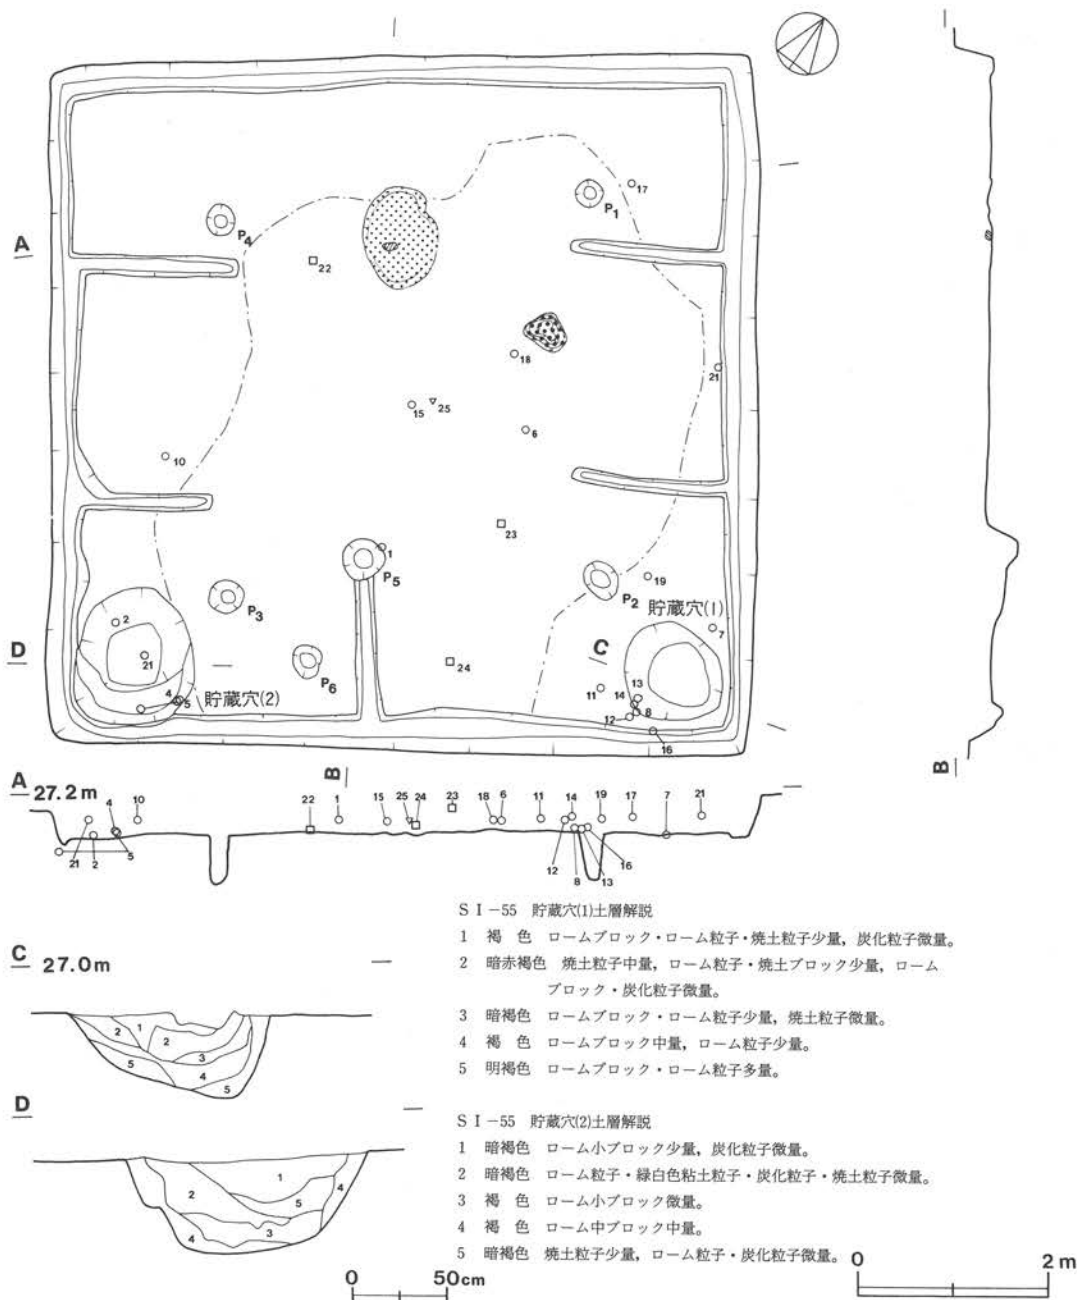 P1
17
A
P4
22
18
21
15
25
6
10
23
1
P5
P2
19
P3
貯蔵穴(1)
2
7
D
C
21
P6
24
13
4
5
貯蔵穴(2)
11
14
8
12
16
B
B
A 27.2m
4
10
22
1
15
25
24
23
18
6
11
14
19
17
7
21
21
2
5
12
8
13
16
S I-55 貯蔵穴(1)土層解説
1 褐 色 ロームブロック・ローム粒子・焼土粒子少量,炭化粒子微量。
2 暗赤褐色 焼土粒子中量,ローム粒子・焼土ブロック少量,ローム
ブロック・炭化粒子微量。
3 暗褐色 ロームブロック・ローム粒子少量,焼土粒子微量。
4 褐 色 ロームブロック中量,ローム粒子少量。
5 明褐色 ロームブロック・ローム粒子多量。
C 27.0m
2
1
2
3
5
4
5
D
S I-55 貯蔵穴(2)土層解説
1 暗褐色 ローム小ブロック少量,炭化粒子微量。
2 暗褐色 ローム粒子・緑白色粘土粒子・炭化粒子・焼土粒子微量。
3 褐 色 ローム小ブロック微量。
4 褐 色 ローム中ブロック中量。
5 暗褐色 焼土粒子少量,ローム粒子・炭化粒子微量。
1
2
5
4
3
4
0 50cm
0 2m